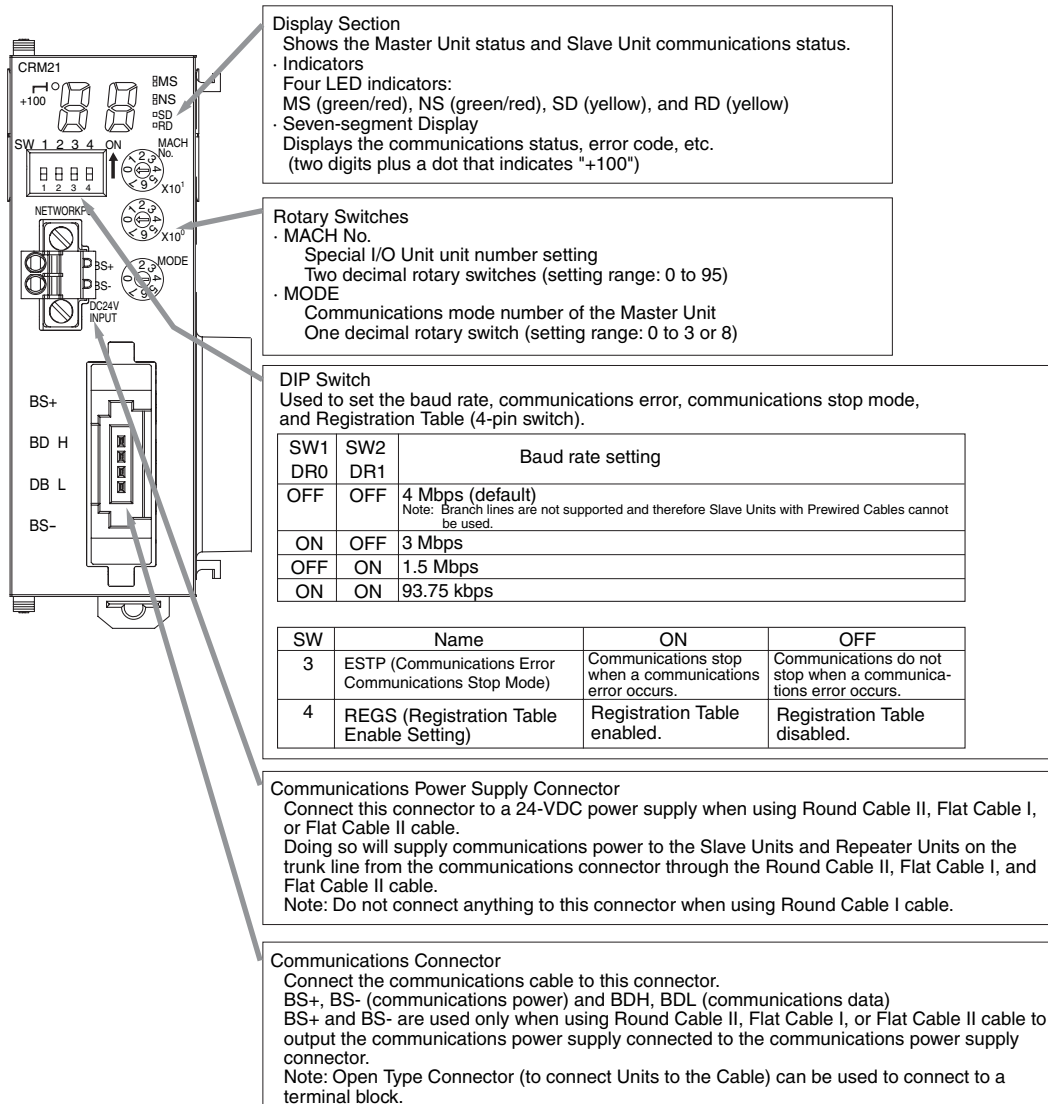 CRM21
+100
MS
NS
SD
RD
SW 1 2 3 4 ON
MACH
No.
1 2 3 4
X10¹
NETWORKPS
X10⁰
MODE
BS+
BS-
DC24V
INPUT
BS+
BD H
DB L
BS–
Display Section
Shows the Master Unit status and Slave Unit communications status.
· Indicators
Four LED indicators:
MS (green/red), NS (green/red), SD (yellow), and RD (yellow)
· Seven-segment Display
Displays the communications status, error code, etc.
(two digits plus a dot that indicates "+100")
Rotary Switches
· MACH No.
Special I/O Unit unit number setting
Two decimal rotary switches (setting range: 0 to 95)
· MODE
Communications mode number of the Master Unit
One decimal rotary switch (setting range: 0 to 3 or 8)
DIP Switch
Used to set the baud rate, communications error, communications stop mode,
and Registration Table (4-pin switch).
SW1 SW2 Baud rate setting
DR0 DR1
OFF OFF 4 Mbps (default)
Note: Branch lines are not supported and therefore Slave Units with Prewired Cables cannot
be used.
ON OFF 3 Mbps
OFF ON 1.5 Mbps
ON ON 93.75 kbps
SW Name ON OFF
3 ESTP (Communications Error Communications stop Communications do not
Communications Stop Mode) when a communications stop when a communica-
error occurs. tions error occurs.
4 REGS (Registration Table Registration Table Registration Table
Enable Setting) enabled. disabled.
Communications Power Supply Connector
Connect this connector to a 24-VDC power supply when using Round Cable II, Flat Cable I,
or Flat Cable II cable.
Doing so will supply communications power to the Slave Units and Repeater Units on the
trunk line from the communications connector through the Round Cable II, Flat Cable I, and
Flat Cable II cable.
Note: Do not connect anything to this connector when using Round Cable I cable.
Communications Connector
Connect the communications cable to this connector.
BS+, BS- (communications power) and BDH, BDL (communications data)
BS+ and BS- are used only when using Round Cable II, Flat Cable I, or Flat Cable II cable to
output the communications power supply connected to the communications power supply
connector.
Note: Open Type Connector (to connect Units to the Cable) can be used to connect to a
terminal block.